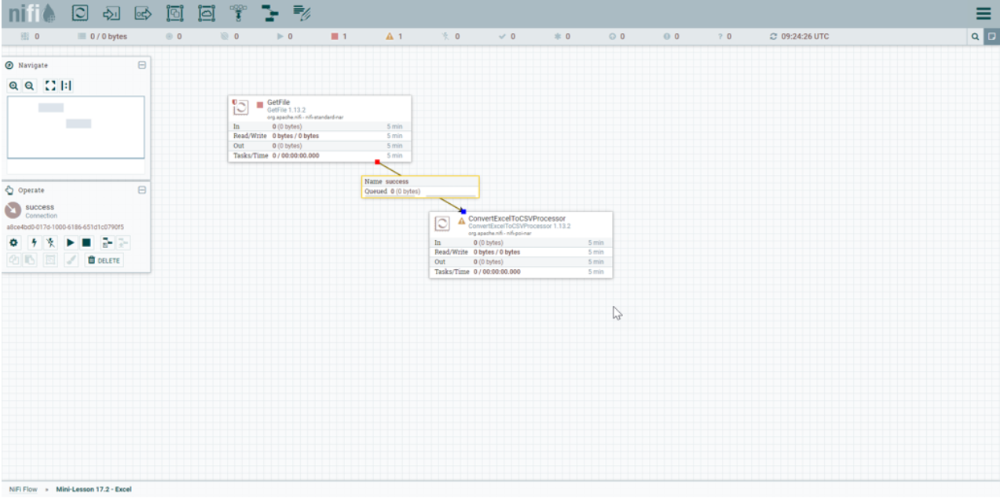 nifi
0 0 / 0 bytes 0 0 0 1 1 0 0 0 0 0 ? 0 09:24:26 UTC
Navigate
GetFile
GetFile 1.13.2
org.apache.nifi - nifi-standard-nar
In 0 (0 bytes) 5 min
Read/Write 0 bytes / 0 bytes 5 min
Out 0 (0 bytes) 5 min
Tasks/Time 0 / 00:00:00.000 5 min
Name success
Queued 0 (0 bytes)
Operate
success
Connection
a8ce4bd0-017d-1000-6186-651d1c0790f5
DELETE
ConvertExcelToCSVProcessor
ConvertExcelToCSVProcessor 1.13.2
org.apache.nifi - nifi-poi-nar
In 0 (0 bytes) 5 min
Read/Write 0 bytes / 0 bytes 5 min
Out 0 (0 bytes) 5 min
Tasks/Time 0 / 00:00:00.000 5 min
NiFi Flow » Mini-Lesson 17.2 - Excel